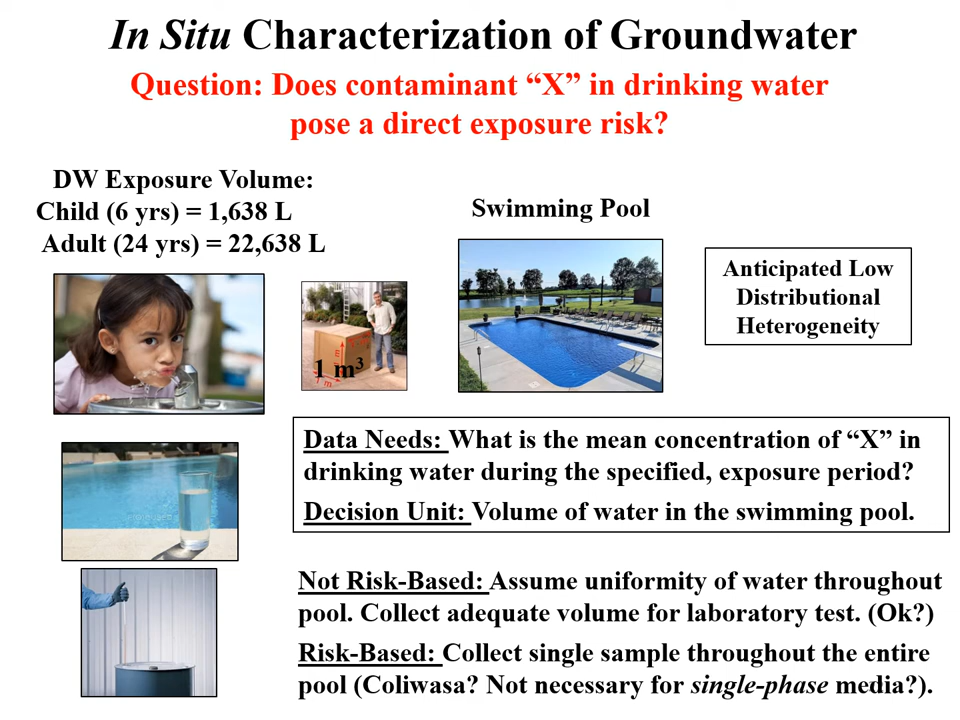 In Situ Characterization of Groundwater
Question: Does contaminant “X” in drinking water
pose a direct exposure risk?
DW Exposure Volume:
Child (6 yrs) = 1,638 L
Adult (24 yrs) = 22,638 L
Swimming Pool
Anticipated Low
Distributional
Heterogeneity
1 m³
Data Needs: What is the mean concentration of “X” in
drinking water during the specified, exposure period?
Decision Unit: Volume of water in the swimming pool.
Not Risk-Based: Assume uniformity of water throughout
pool. Collect adequate volume for laboratory test. (Ok?)
Risk-Based: Collect single sample throughout the entire
pool (Coliwasa? Not necessary for single-phase media?).